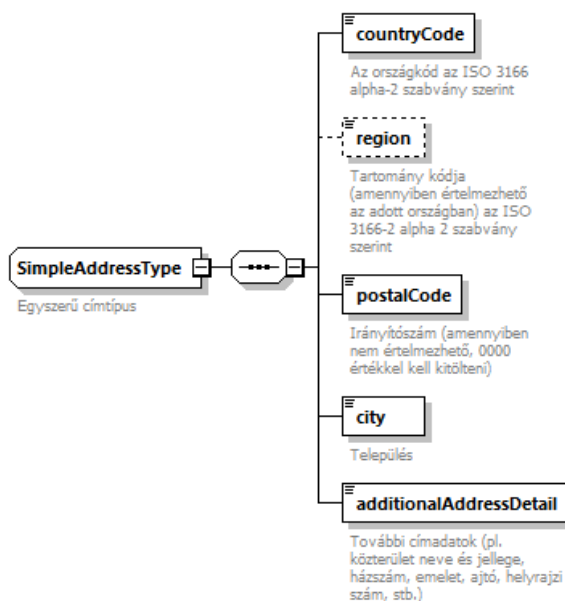 countryCode
Az országkód az ISO 3166
alpha-2 szabvány szerint
region
Tartomány kódja
(amennyiben értelmezhető
az adott országban) az ISO
3166-2 alpha 2 szabvány
szerint
SimpleAddressType
Egyszerű címtípus
postalCode
Irányítószám (amennyiben
nem értelmezhető, 0000
értékkel kell kitölteni)
city
Település
additionalAddressDetail
További címadatok (pl.
közterület neve és jellege,
házszám, emelet, ajtó, helyrajzi
szám, stb.)